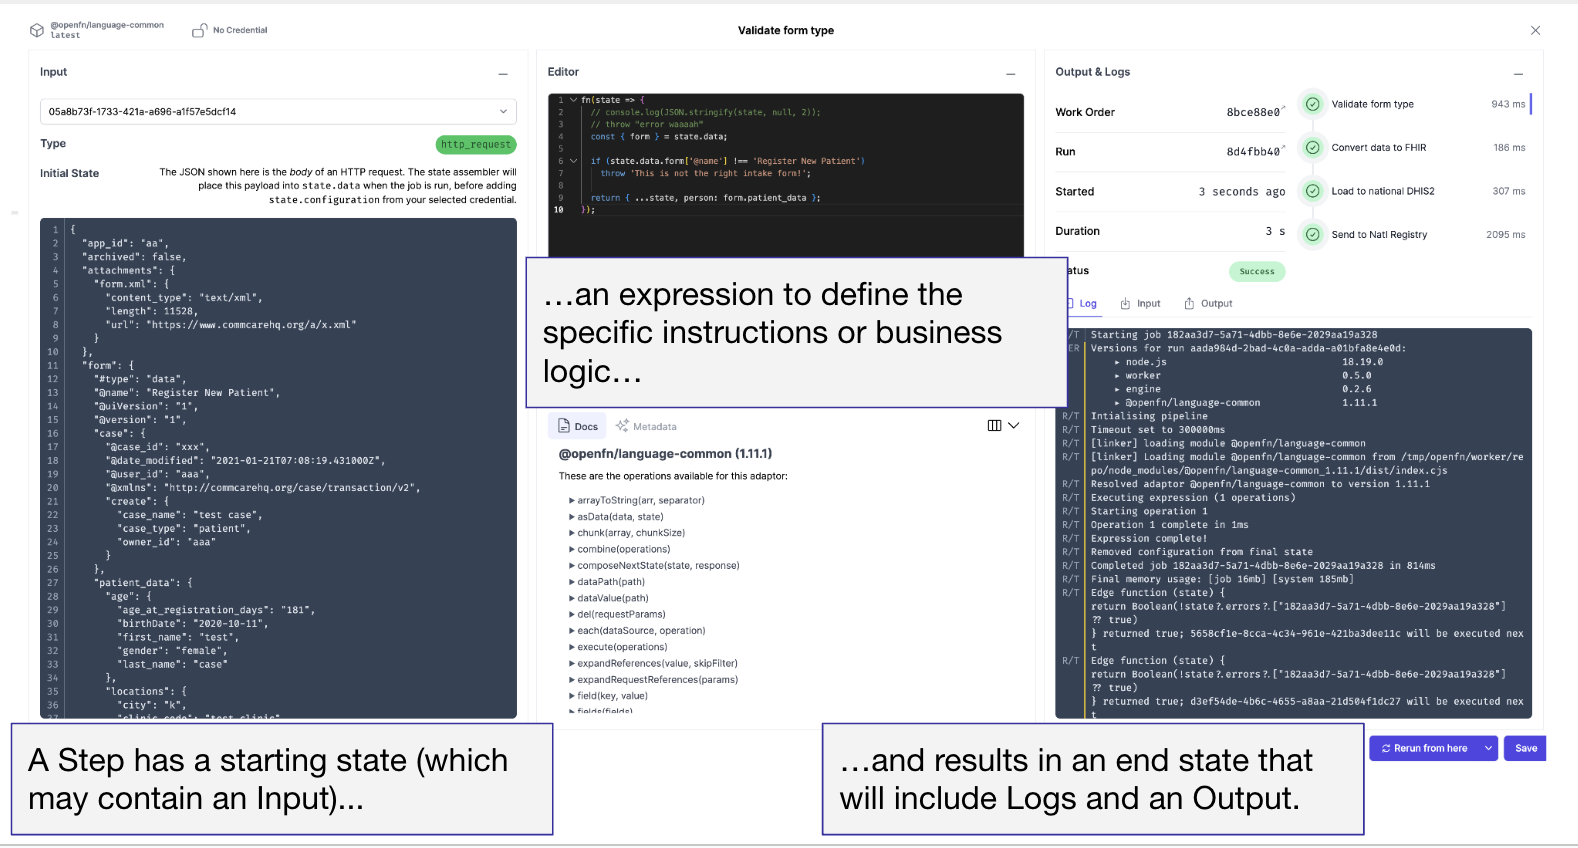 @openfn/language-common
latest
No Credential
Validate form type
Input
05a8b73f-1733-421a-a696-a1f57e5dcf14
Type
http_request
Initial State
The JSON shown here is the body of an HTTP request. The state assembler will
place this payload into state.data when the job is run, before adding
state.configuration from your selected credential.
1 {
2 "app_id": "aa",
3 "archived": false,
4 "attachments": {
5 "form.xml": {
6 "content_type": "text/xml",
7 "length": 11528,
8 "url": "https://www.commcarehq.org/a/x.xml"
9 }
10 },
11 "form": {
12 "#type": "data",
13 "@name": "Register New Patient",
14 "@uiVersion": "1",
15 "@version": "1",
16 "case": {
17 "@case_id": "xxx",
18 "@date_modified": "2021-01-21T07:08:19.431000Z",
19 "@user_id": "aaa",
20 "@xmlns": "http://commcarehq.org/case/transaction/v2",
21 "create": {
22 "case_name": "test case",
23 "case_type": "patient",
24 "owner_id": "aaa"
25 }
26 },
27 "patient_data": {
28 "age": {
29 "age_at_registration_days": "181",
30 "birthDate": "2020-10-11",
31 "first_name": "test",
32 "gender": "female",
33 "last_name": "case"
34 },
35 "locations": {
36 "city": "k",
37 "clinic_code": "test clinic"
A Step has a starting state (which
may contain an Input)...
Editor
1 fn(state => {
2 // console.log(JSON.stringify(state, null, 2));
3 // throw "error waaaah"
4 const { form } = state.data;
5
6 if (state.data.form['@name'] !== 'Register New Patient')
7 throw 'This is not the right intake form!';
8
9 return { ...state, person: form.patient_data };
10 });
…an expression to define the
specific instructions or business
logic…
Docs
Metadata
@openfn/language-common (1.11.1)
These are the operations available for this adaptor:
arrayToString(arr, separator)
asData(data, state)
chunk(array, chunkSize)
combine(operations)
composeNextState(state, response)
dataPath(path)
dataValue(path)
del(requestParams)
each(dataSource, operation)
execute(operations)
expandReferences(value, skipFilter)
expandRequestReferences(params)
field(key, value)
fields(fields)
Output & Logs
Work Order 8bce88e0
Run 8d4fbb40
Started 3 seconds ago
Duration 3 s
atus Success
Validate form type 943 ms
Convert data to FHIR 186 ms
Load to national DHIS2 307 ms
Send to Natl Registry 2095 ms
Log
Input
Output
/T Starting job 182aa3d7-5a71-4dbb-8e6e-2029aa19a328
ER Versions for run aada984d-2bad-4c0a-adda-a01bfa8e4e0d:
▸ node.js 18.19.0
▸ worker 0.5.0
▸ engine 0.2.6
▸ @openfn/language-common 1.11.1
R/T Intialising pipeline
R/T Timeout set to 300000ms
R/T [linker] loading module @openfn/language-common
R/T [linker] Loading module @openfn/language-common from /tmp/openfn/worker/re
po/node_modules/@openfn/language-common_1.11.1/dist/index.cjs
R/T Resolved adaptor @openfn/language-common to version 1.11.1
R/T Executing expression (1 operations)
R/T Starting operation 1
R/T Operation 1 complete in 1ms
R/T Expression complete!
R/T Removed configuration from final state
R/T Completed job 182aa3d7-5a71-4dbb-8e6e-2029aa19a328 in 814ms
R/T Final memory usage: [job 16mb] [system 185mb]
R/T Edge function (state) {
return Boolean(!state?.errors?.["182aa3d7-5a71-4dbb-8e6e-2029aa19a328"]
?? true)
} returned true; 5658cf1e-8cca-4c34-961e-421ba3dee11c will be executed nex
t
R/T Edge function (state) {
return Boolean(!state?.errors?.["182aa3d7-5a71-4dbb-8e6e-2029aa19a328"]
?? true)
} returned true; d3ef54de-4b6c-4655-a8aa-21d504f1dc27 will be executed nex
t
…and results in an end state that
will include Logs and an Output.
Rerun from here
Save